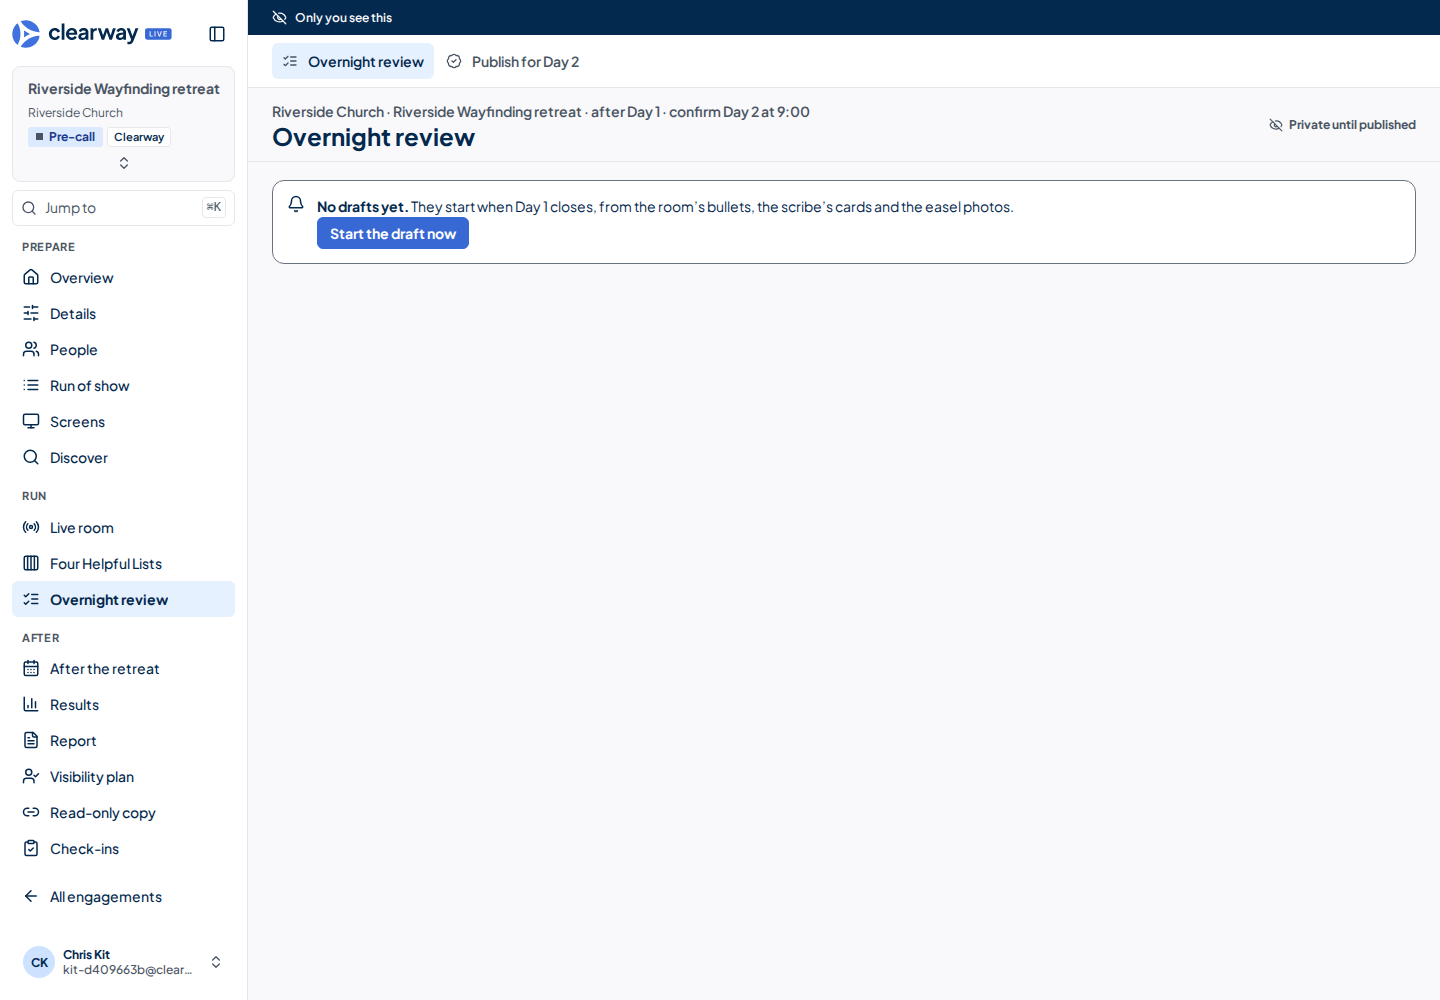 clearway LIVE
Riverside Wayfinding retreat
Riverside Church
Pre-call
Clearway
Jump to
⌘K
PREPARE
Overview
Details
People
Run of show
Screens
Discover
RUN
Live room
Four Helpful Lists
Overnight review
AFTER
After the retreat
Results
Report
Visibility plan
Read-only copy
Check-ins
All engagements
CK
Chris Kit
kit-d409663b@clear...
Only you see this
Overnight review
Publish for Day 2
Riverside Church · Riverside Wayfinding retreat · after Day 1 · confirm Day 2 at 9:00
Overnight review
Private until published
No drafts yet. They start when Day 1 closes, from the room’s bullets, the scribe’s cards and the easel photos.
Start the draft now